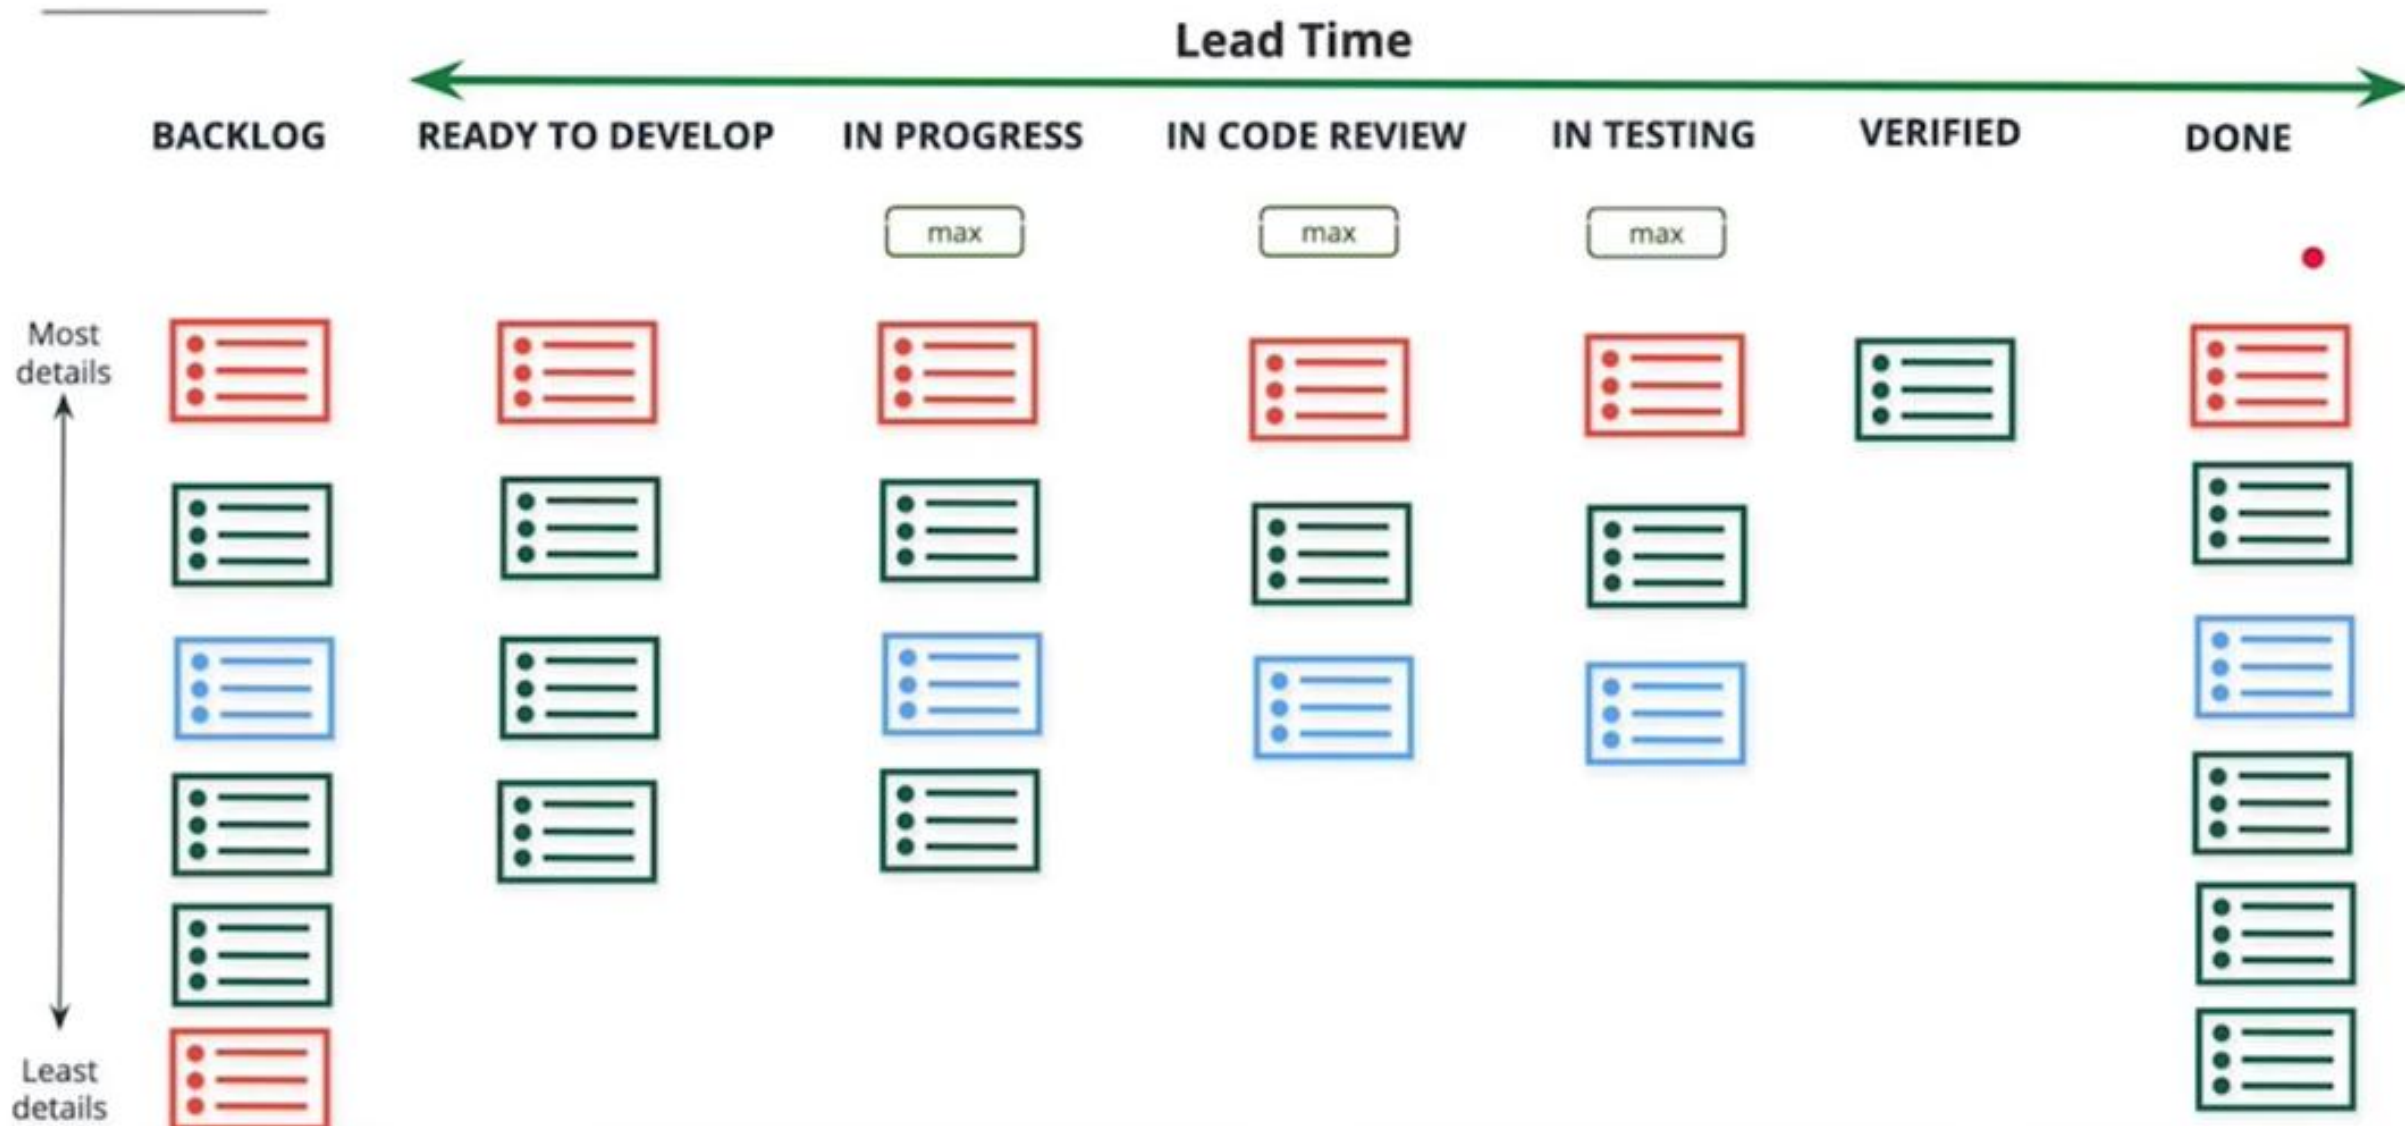 Lead Time
BACKLOG READY TO DEVELOP IN PROGRESS IN CODE REVIEW IN TESTING VERIFIED DONE
max max max
Most
details
Least
details